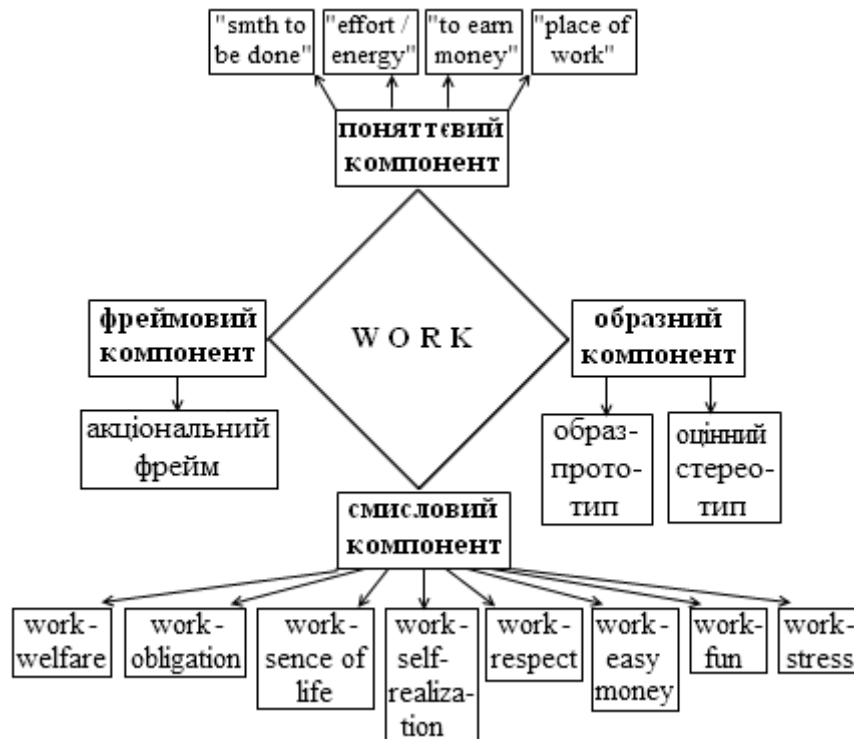 "smth to
be done"
"effort /
energy"
"to earn
money"
"place of
work"
поняттєвий
компонент
фреймовий
компонент
W O R K
образний
компонент
акціональний
фрейм
образ-
прото-
тип
оцінний
стерео-
тип
смисловий
компонент
work-
welfare
work-
obligation
work-
sence of
life
work-
self-
realiza-
tion
work-
respect
work-
easy
money
work-
fun
work-
stress